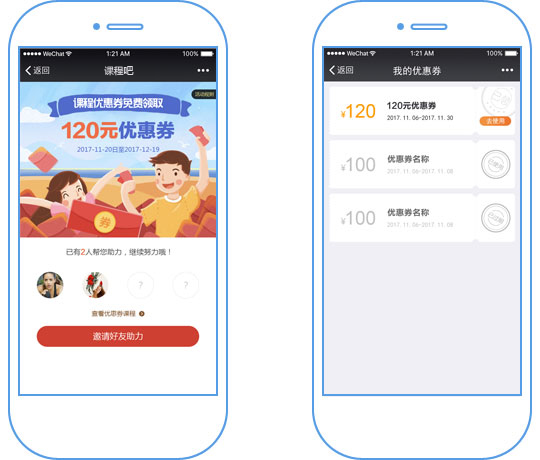 WeChat
1:21 AM
100%
返回
课程吧
活动规则
课程优惠券免费领取
120元优惠券
2017-11-20日至2017-12-19
券
已有2人帮您助力，继续努力哦！
?
?
查看优惠券课程
邀请好友助力
WeChat
1:21 AM
100%
返回
我的优惠券
¥120
120元优惠券
2017. 11. 06-2017. 11. 30
去使用
¥100
优惠券名称
2017. 11. 06-2017. 11. 08
¥100
优惠券名称
2017. 11. 06-2017. 11. 08